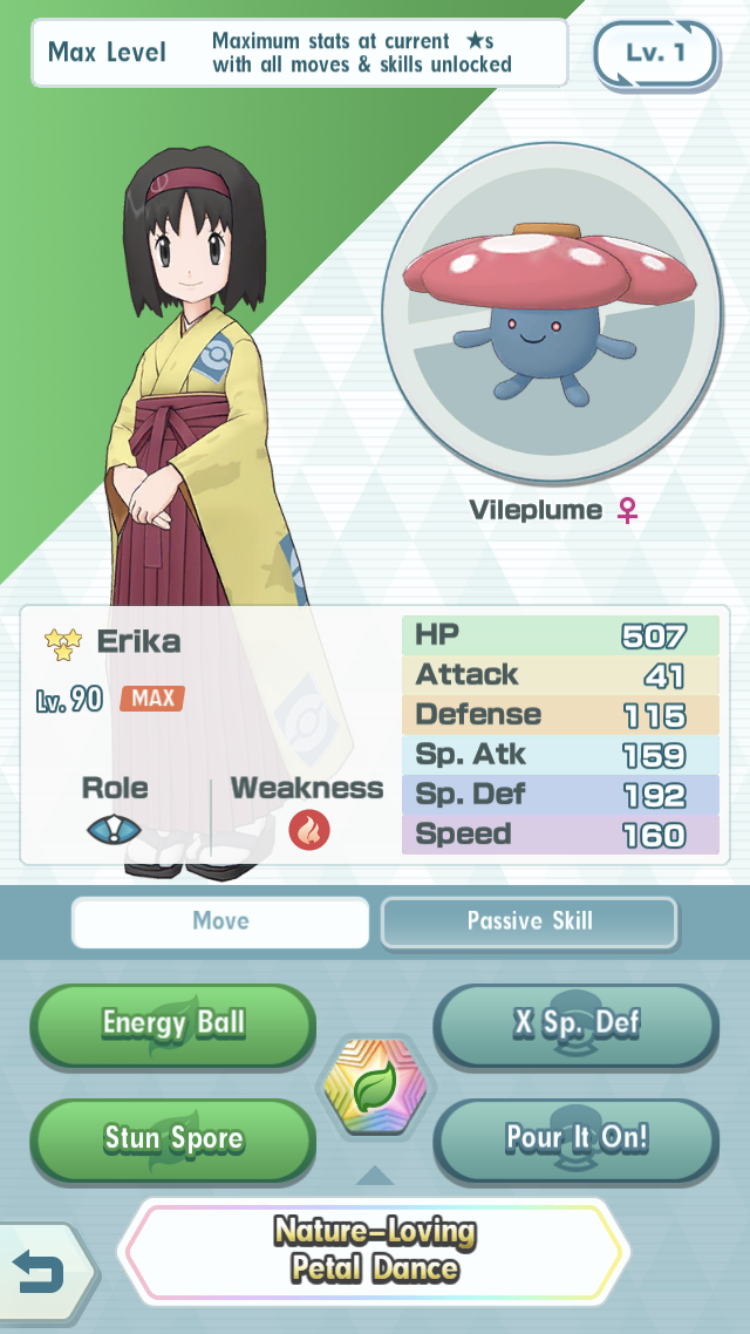 Max Level
Maximum stats at current ★s
with all moves & skills unlocked
Lv. 1
Vileplume ♀
Erika
Lv. 90 MAX
Role
Weakness
HP 507
Attack 41
Defense 115
Sp. Atk 159
Sp. Def 192
Speed 160
Move
Passive Skill
Energy Ball
X Sp. Def
Stun Spore
Pour It On!
Nature-Loving
Petal Dance